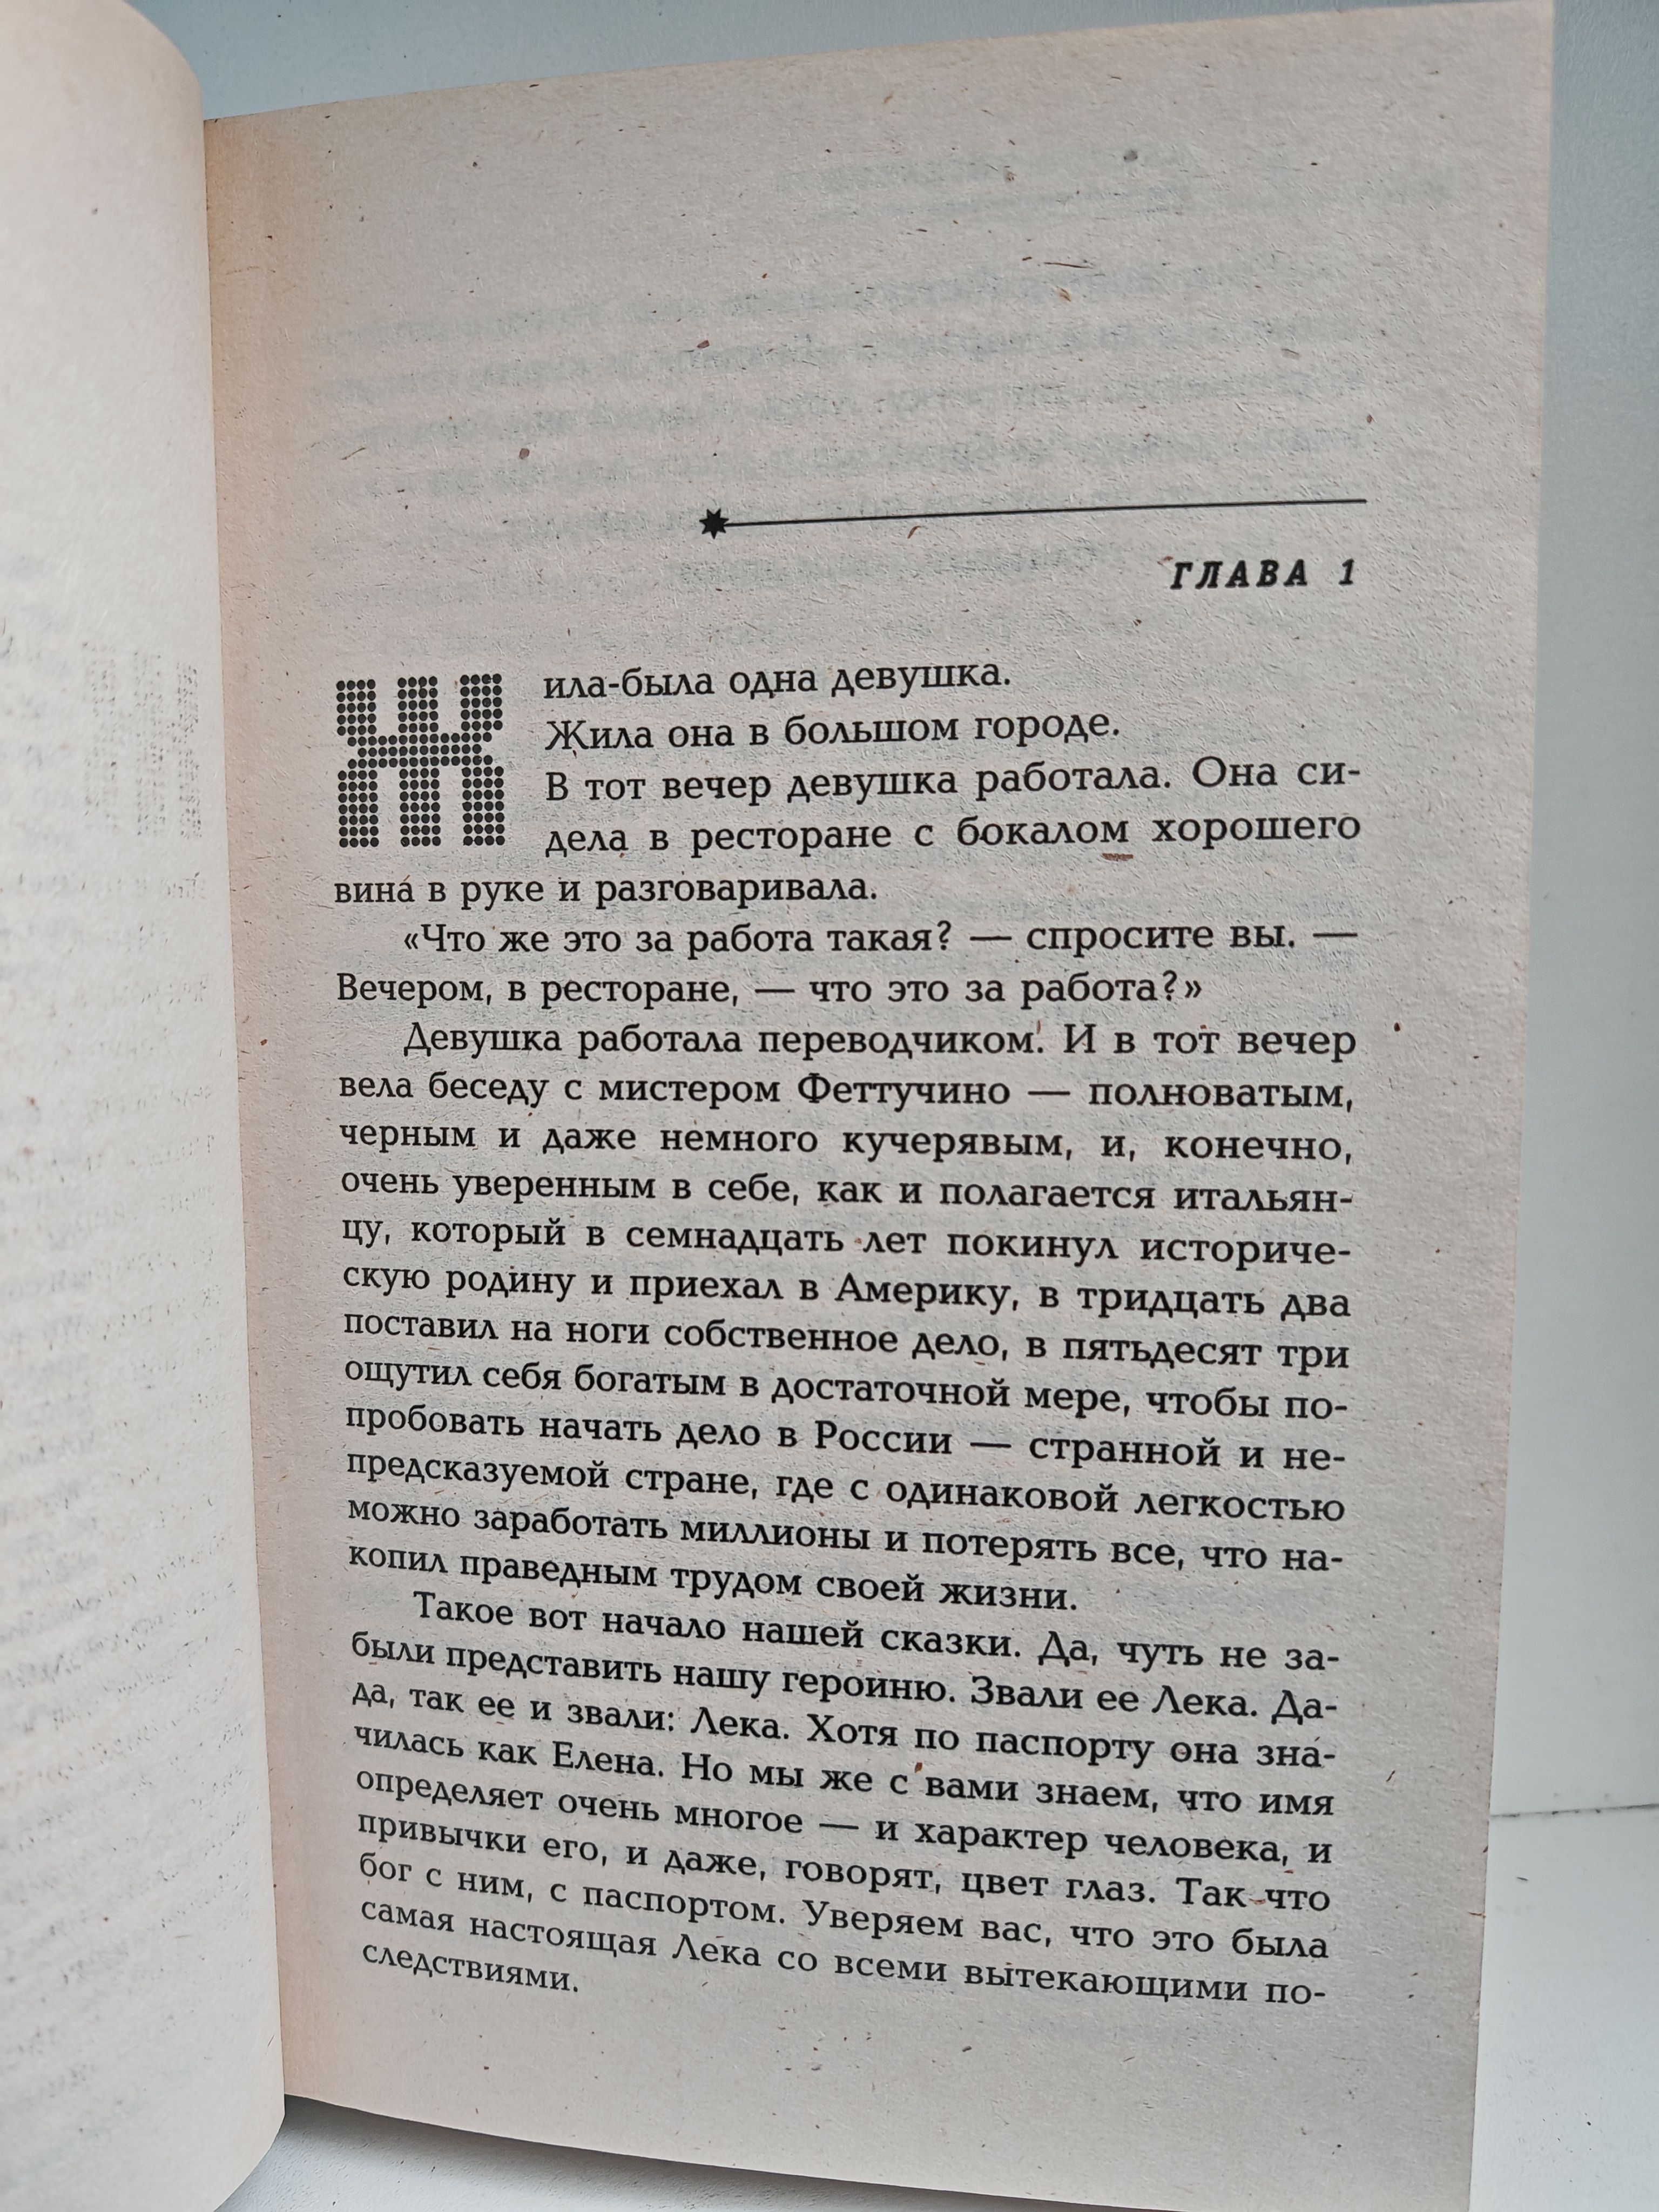 ГЛАВА 1
Жила-была одна девушка.
Жила она в большом городе.
В тот вечер девушка работала. Она си-
дела в ресторане с бокалом хорошего
вина в руке и разговаривала.
«Что же это за работа такая? — спросите вы. —
Вечером, в ресторане, — что это за работа?»
Девушка работала переводчиком. И в тот вечер
вела беседу с мистером Феттучино — полноватым,
черным и даже немного кучерявым, и, конечно,
очень уверенным в себе, как и полагается итальян-
цу, который в семнадцать лет покинул историче-
скую родину и приехал в Америку, в тридцать два
поставил на ноги собственное дело, в пятьдесят три
ощутил себя богатым в достаточной мере, чтобы по-
пробовать начать дело в России — странной и не-
предсказуемой стране, где с одинаковой легкостью
можно заработать миллионы и потерять все, что на-
копил праведным трудом своей жизни.
Такое вот начало нашей сказки. Да, чуть не за-
были представить нашу героиню. Звали ее Лека. Да-
да, так ее и звали: Лека. Хотя по паспорту она зна-
чилась как Елена. Но мы же с вами знаем, что имя
определяет очень многое — и характер человека, и
привычки его, и даже, говорят, цвет глаз. Так что
бог с ним, с паспортом. Уверяем вас, что это была
самая настоящая Лека со всеми вытекающими по-
следствиями.